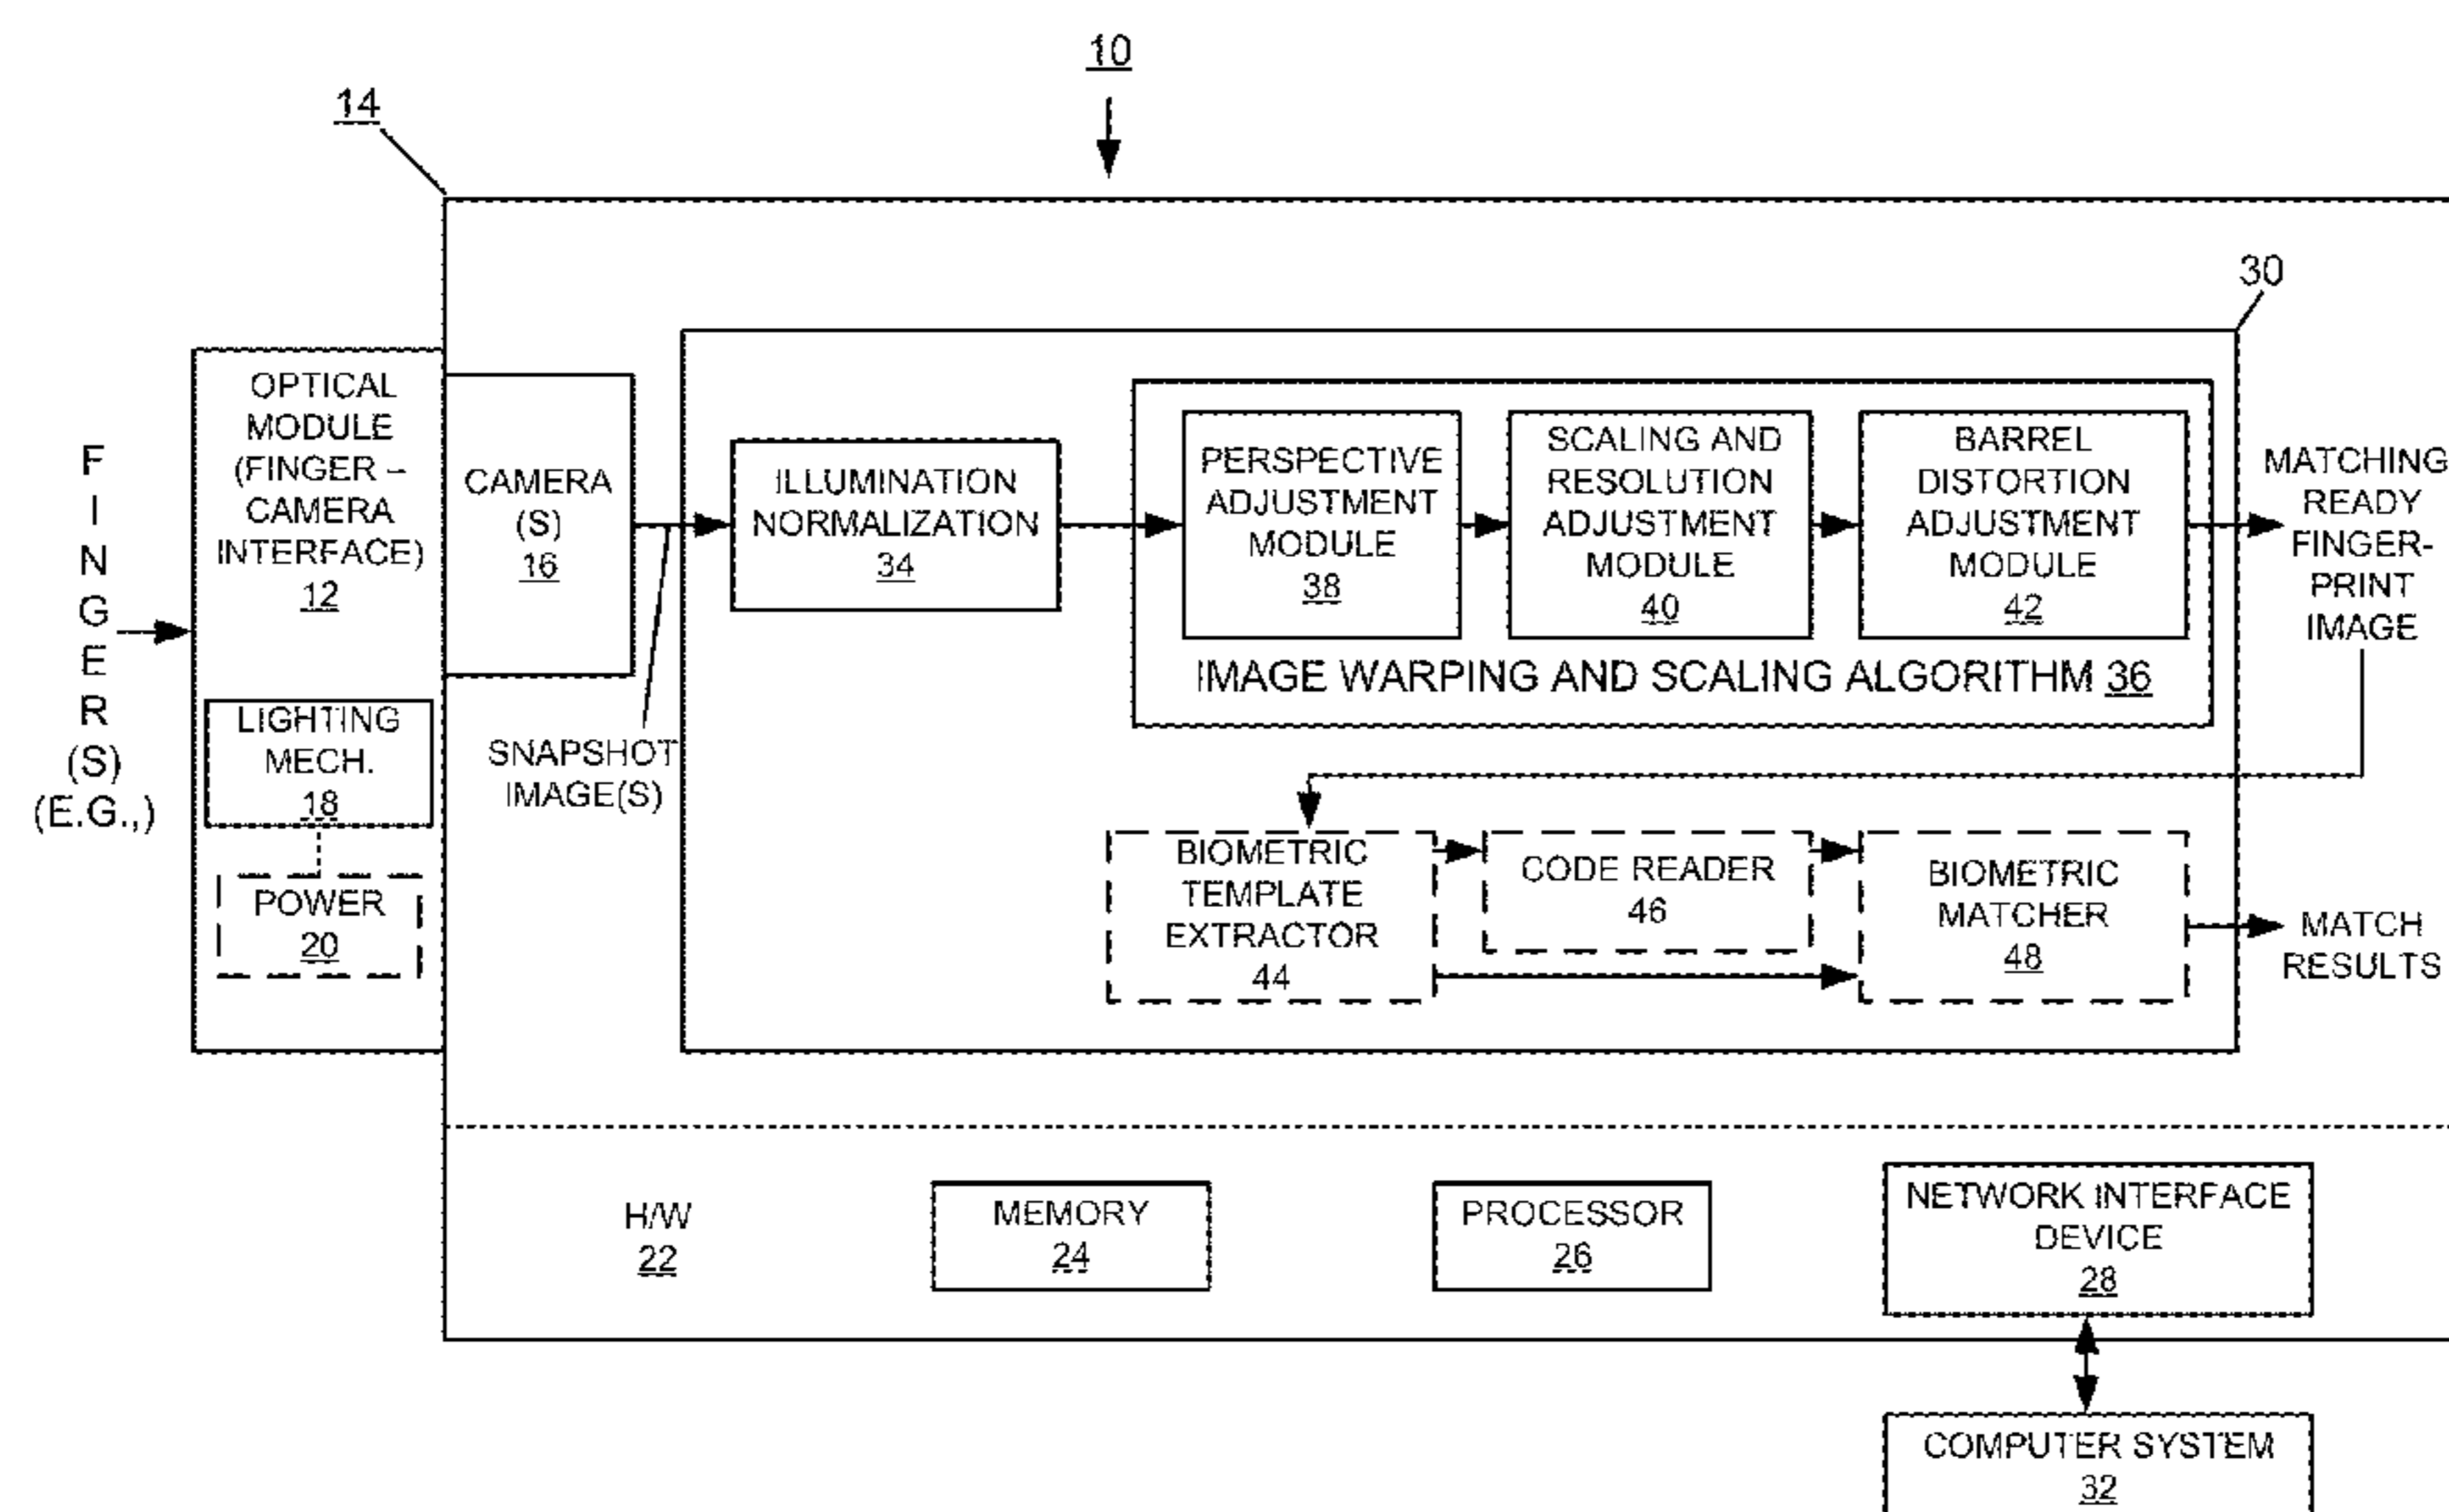 10
14
30
F
I
N
G
E
R
(S)
(E.G.,)
OPTICAL
MODULE
(FINGER –
CAMERA
INTERFACE)
12
LIGHTING
MECH.
18
POWER
20
CAMERA
(S)
16
SNAPSHOT
IMAGE(S)
ILLUMINATION
NORMALIZATION
34
PERSPECTIVE
ADJUSTMENT
MODULE
38
SCALING AND
RESOLUTION
ADJUSTMENT
MODULE
40
BARREL
DISTORTION
ADJUSTMENT
MODULE
42
IMAGE WARPING AND SCALING ALGORITHM 36
MATCHING
READY
FINGER-
PRINT
IMAGE
BIOMETRIC
TEMPLATE
EXTRACTOR
44
CODE READER
46
BIOMETRIC
MATCHER
48
MATCH
RESULTS
H/W
22
MEMORY
24
PROCESSOR
26
NETWORK INTERFACE
DEVICE
28
COMPUTER SYSTEM
32